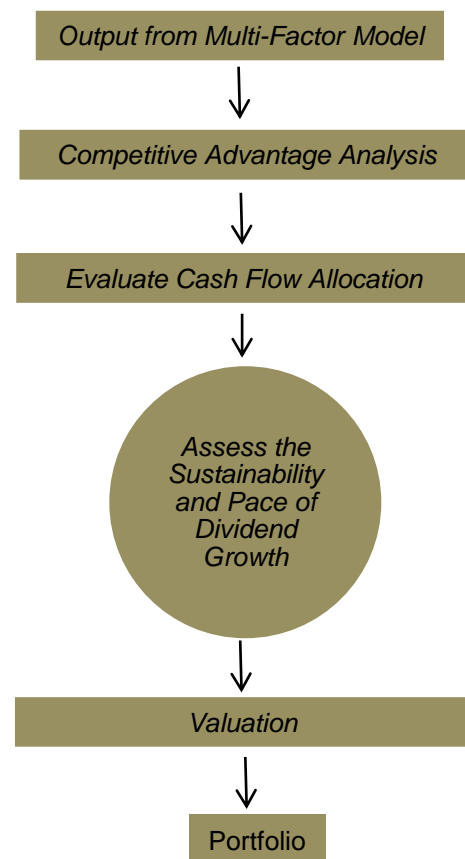 Output from Multi-Factor Model
Competitive Advantage Analysis
Evaluate Cash Flow Allocation
Assess the
Sustainability
and Pace of
Dividend
Growth
Valuation
Portfolio